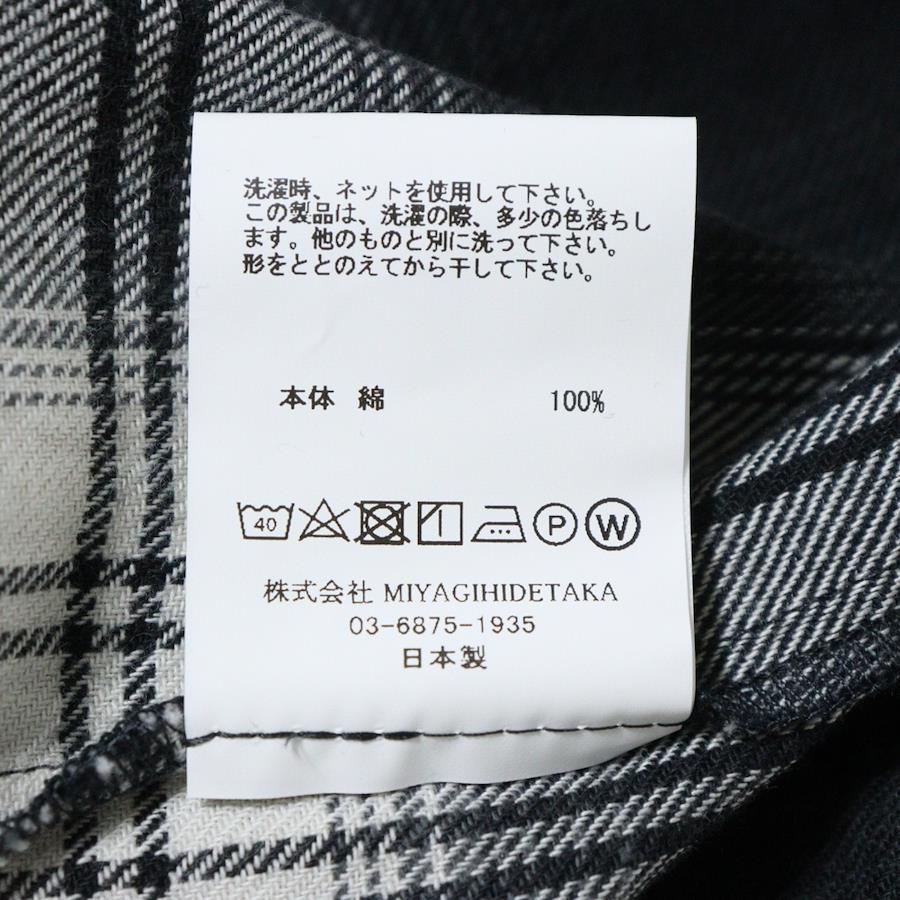 洗濯時、ネットを使用して下さい。
この製品は、洗濯の際、多少の色落ちし
ます。他のものと別に洗って下さい。
形をととのえてから干して下さい。
本体 綿 100%
40 P W
株式会社 MIYAGIHIDETAKA
03-6875-1935
日本製